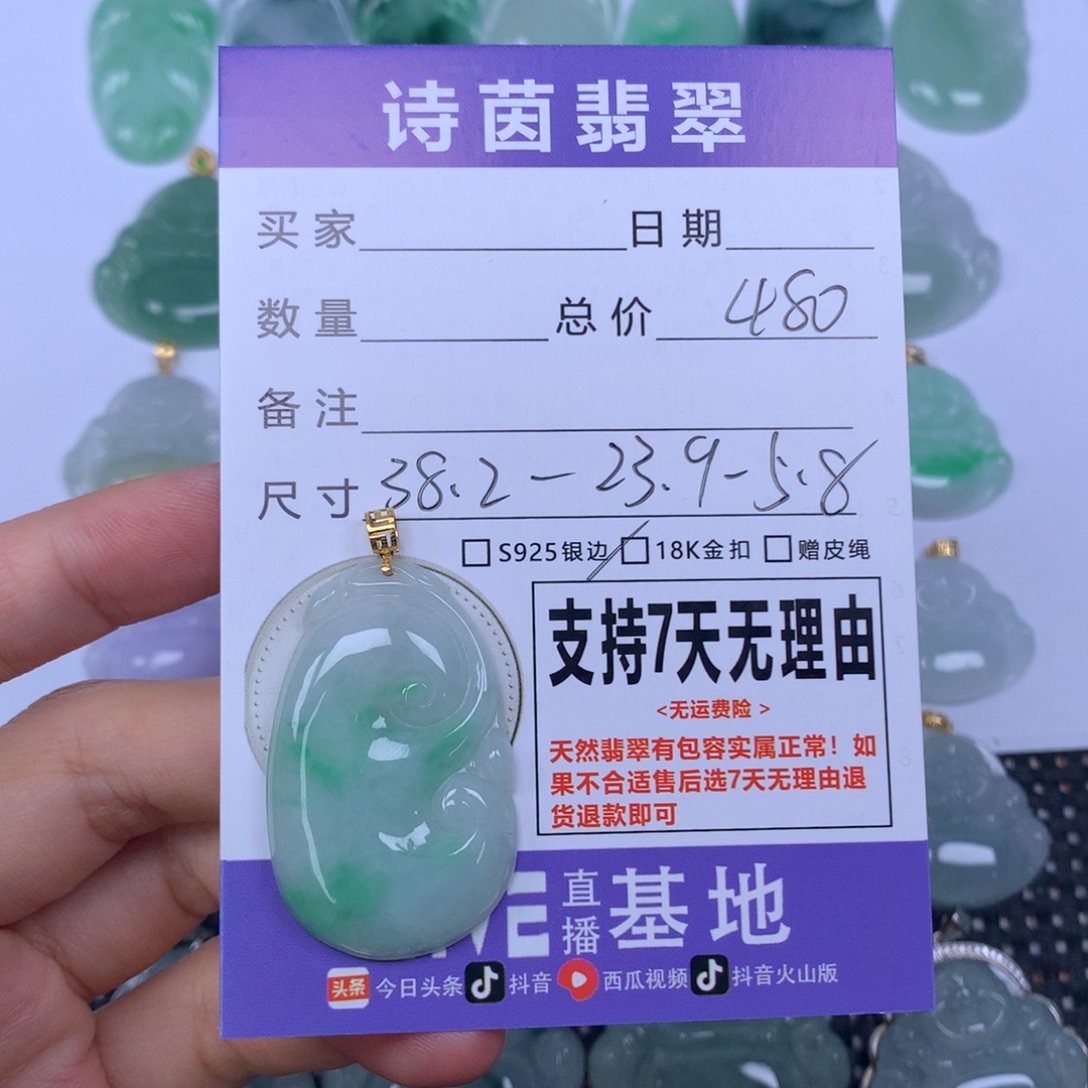 诗茵翡翠
买家 日期
数量 总价 480
备注
尺寸 38.2-23.9-5.8
S925银边 18K金扣 赠皮绳
支持7天无理由
<无运费险>
天然翡翠有包容实属正常！如
果不合适售后选7天无理由退
货退款即可
直播基地
头条 今日头条 抖音 西瓜视频 抖音火山版